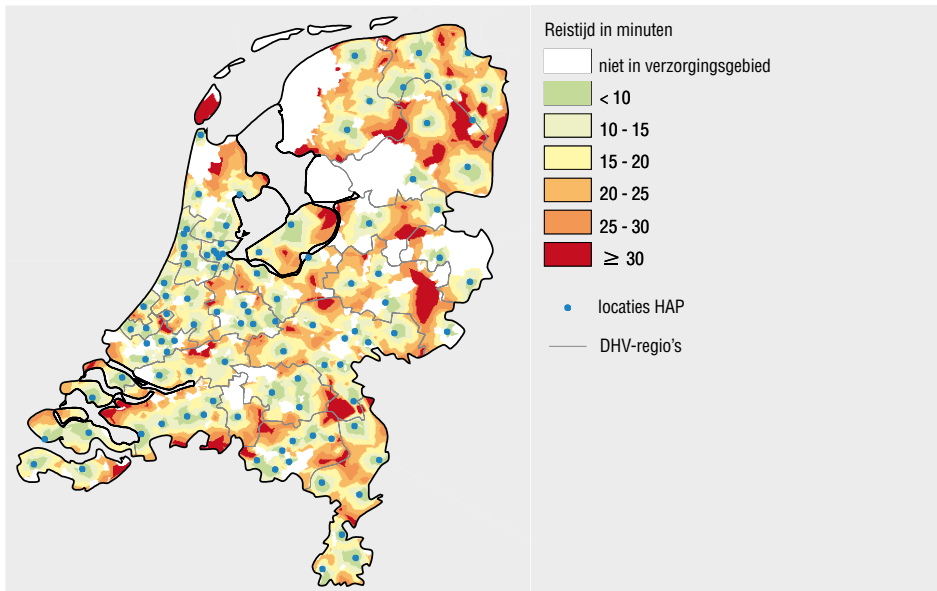 Reistijd in minuten
niet in verzorgingsgebied
< 10
10 - 15
15 - 20
20 - 25
25 - 30
≥ 30
locaties HAP
DHV-regio's